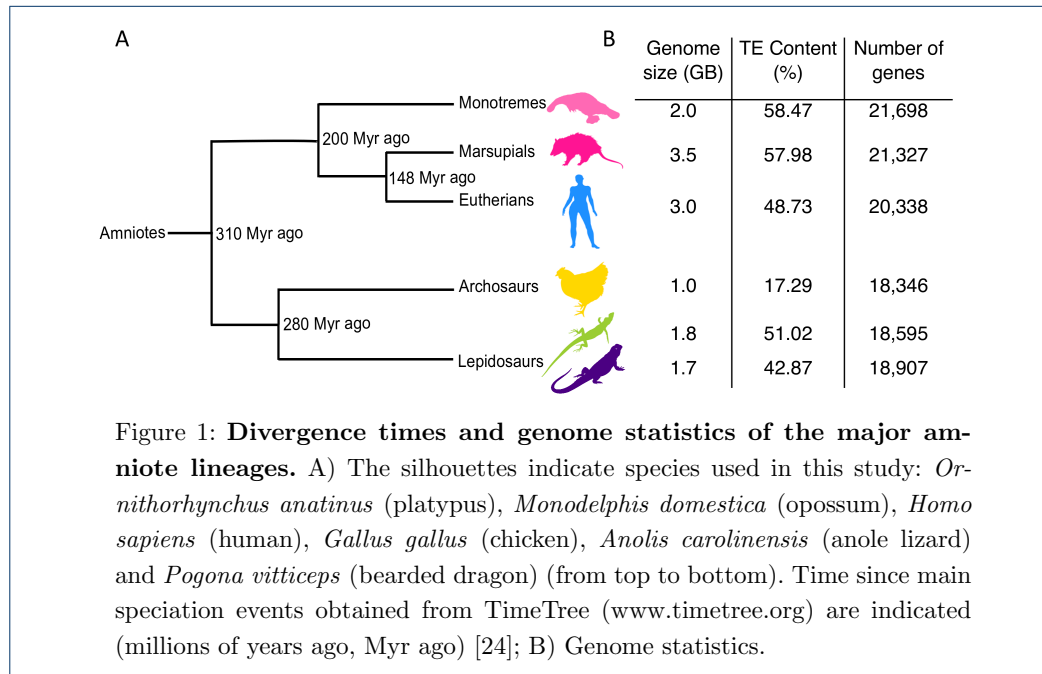 A
B
Genome size (GB)
TE Content (%)
Number of genes
Monotremes
2.0 58.47 21,698
200 Myr ago
Marsupials
3.5 57.98 21,327
148 Myr ago
Eutherians
3.0 48.73 20,338
Amniotes
310 Myr ago
Archosaurs
1.0 17.29 18,346
280 Myr ago
1.8 51.02 18,595
Lepidosaurs
1.7 42.87 18,907
Figure 1: Divergence times and genome statistics of the major am-
niote lineages. A) The silhouettes indicate species used in this study: Or-
nithorhynchus anatinus (platypus), Monodelphis domestica (opossum), Homo
sapiens (human), Gallus gallus (chicken), Anolis carolinensis (anole lizard)
and Pogona vitticeps (bearded dragon) (from top to bottom). Time since main
speciation events obtained from TimeTree (www.timetree.org) are indicated
(millions of years ago, Myr ago) [24]; B) Genome statistics.